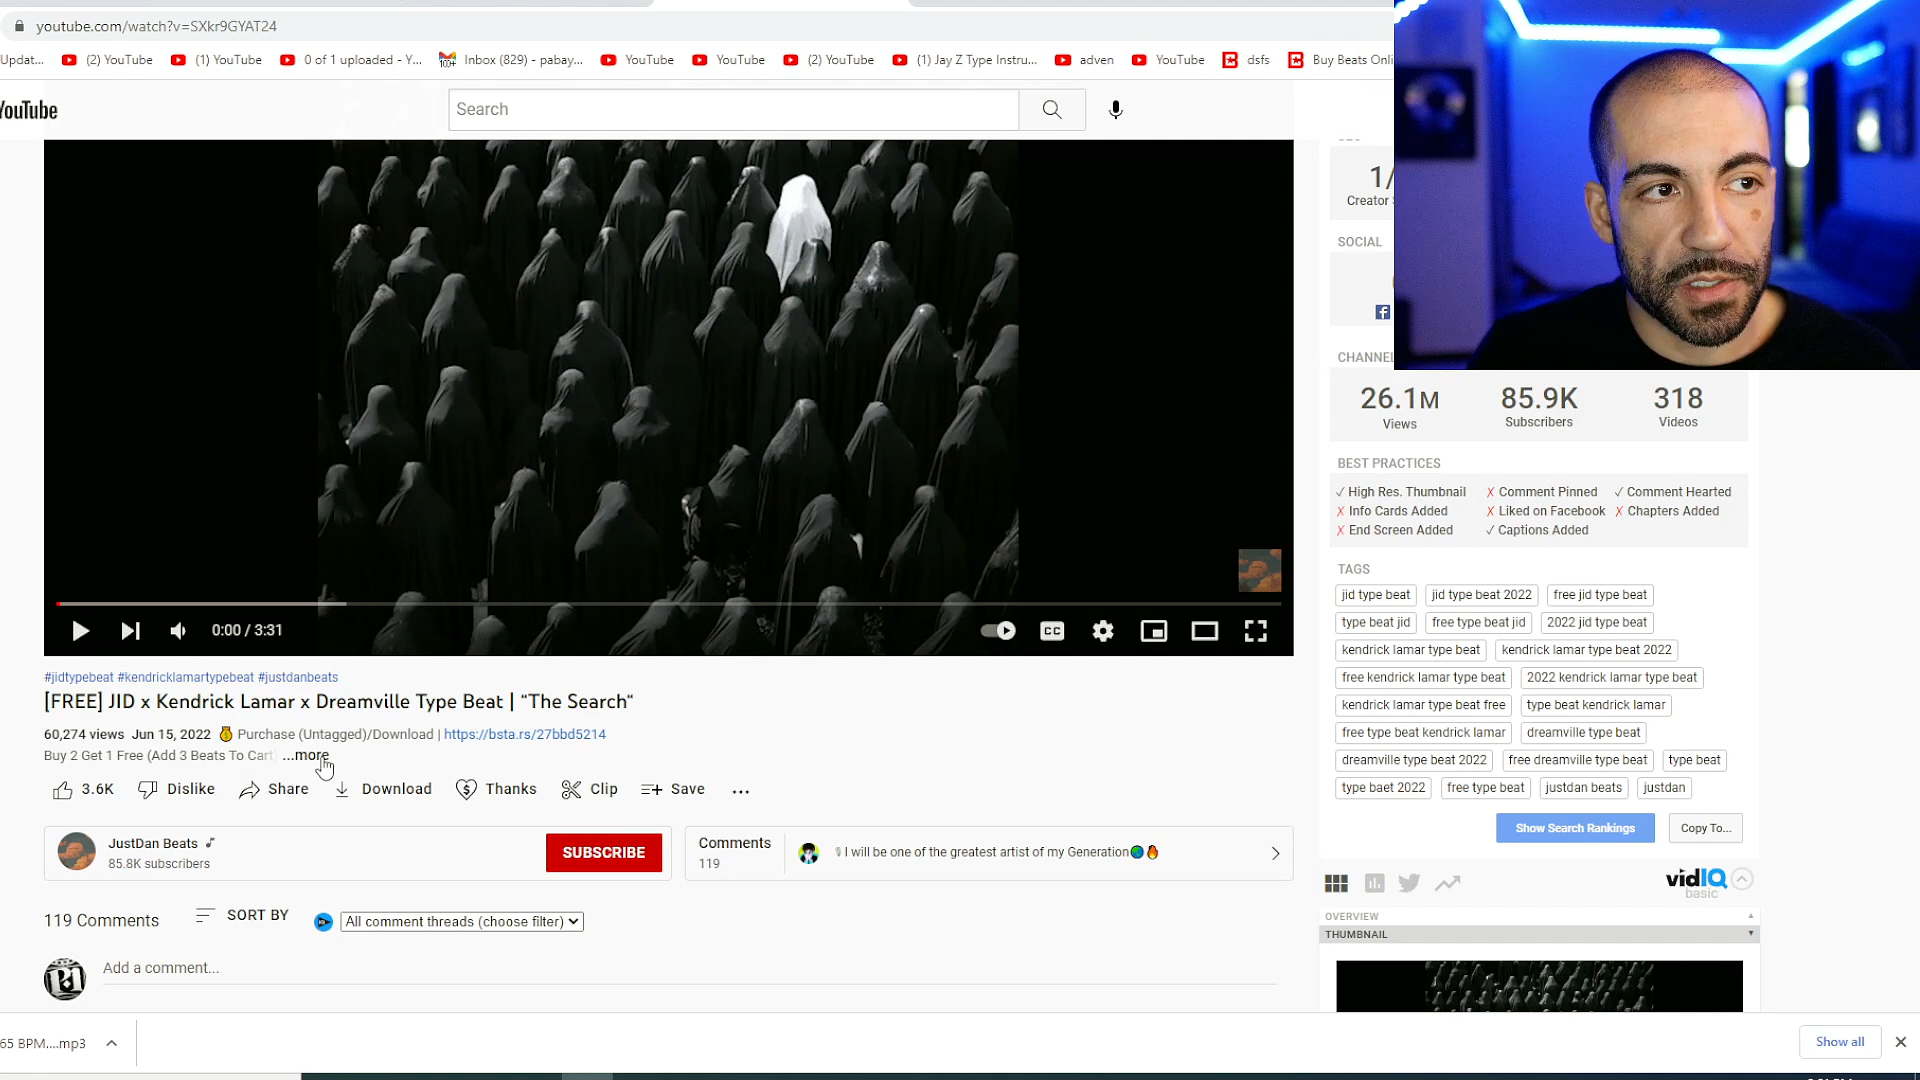 youtube.com/watch?v=SXkr9GYAT24
Updat... (2) YouTube (1) YouTube 0 of 1 uploaded - Y... Inbox (829) - pabay... YouTube YouTube (2) YouTube (1) Jay Z Type Instru... adven YouTube dsfs Buy Beats Onli
YouTube
Search
1/
Creator
SOCIAL
CHANNEL
26.1M 85.9K 318
Views Subscribers Videos
BEST PRACTICES
✓ High Res. Thumbnail ✗ Comment Pinned ✓ Comment Hearted
✗ Info Cards Added ✗ Liked on Facebook ✗ Chapters Added
✗ End Screen Added ✓ Captions Added
TAGS
jid type beat jid type beat 2022 free jid type beat
type beat jid free type beat jid 2022 jid type beat
kendrick lamar type beat kendrick lamar type beat 2022
free kendrick lamar type beat 2022 kendrick lamar type beat
kendrick lamar type beat free type beat kendrick lamar
free type beat kendrick lamar dreamville type beat
dreamville type beat 2022 free dreamville type beat type beat
type baet 2022 free type beat justdan beats justdan
Show Search Rankings Copy To...
vidIQ
basic
OVERVIEW
THUMBNAIL
0:00 / 3:31
CC
#jidtypebeat #kendricklamartypebeat #justdanbeats
[FREE] JID x Kendrick Lamar x Dreamville Type Beat | “The Search“
60,274 views Jun 15, 2022 💰 Purchase (Untagged)/Download | https://bsta.rs/27bbd5214
Buy 2 Get 1 Free (Add 3 Beats To Cart) ...more
3.6K Dislike Share Download Thanks Clip Save ...
JustDan Beats
85.8K subscribers
SUBSCRIBE
Comments
119
I will be one of the greatest artist of my Generation🌎🔥
119 Comments SORT BY All comment threads (choose filter)
Add a comment...
65 BPM....mp3
Show all